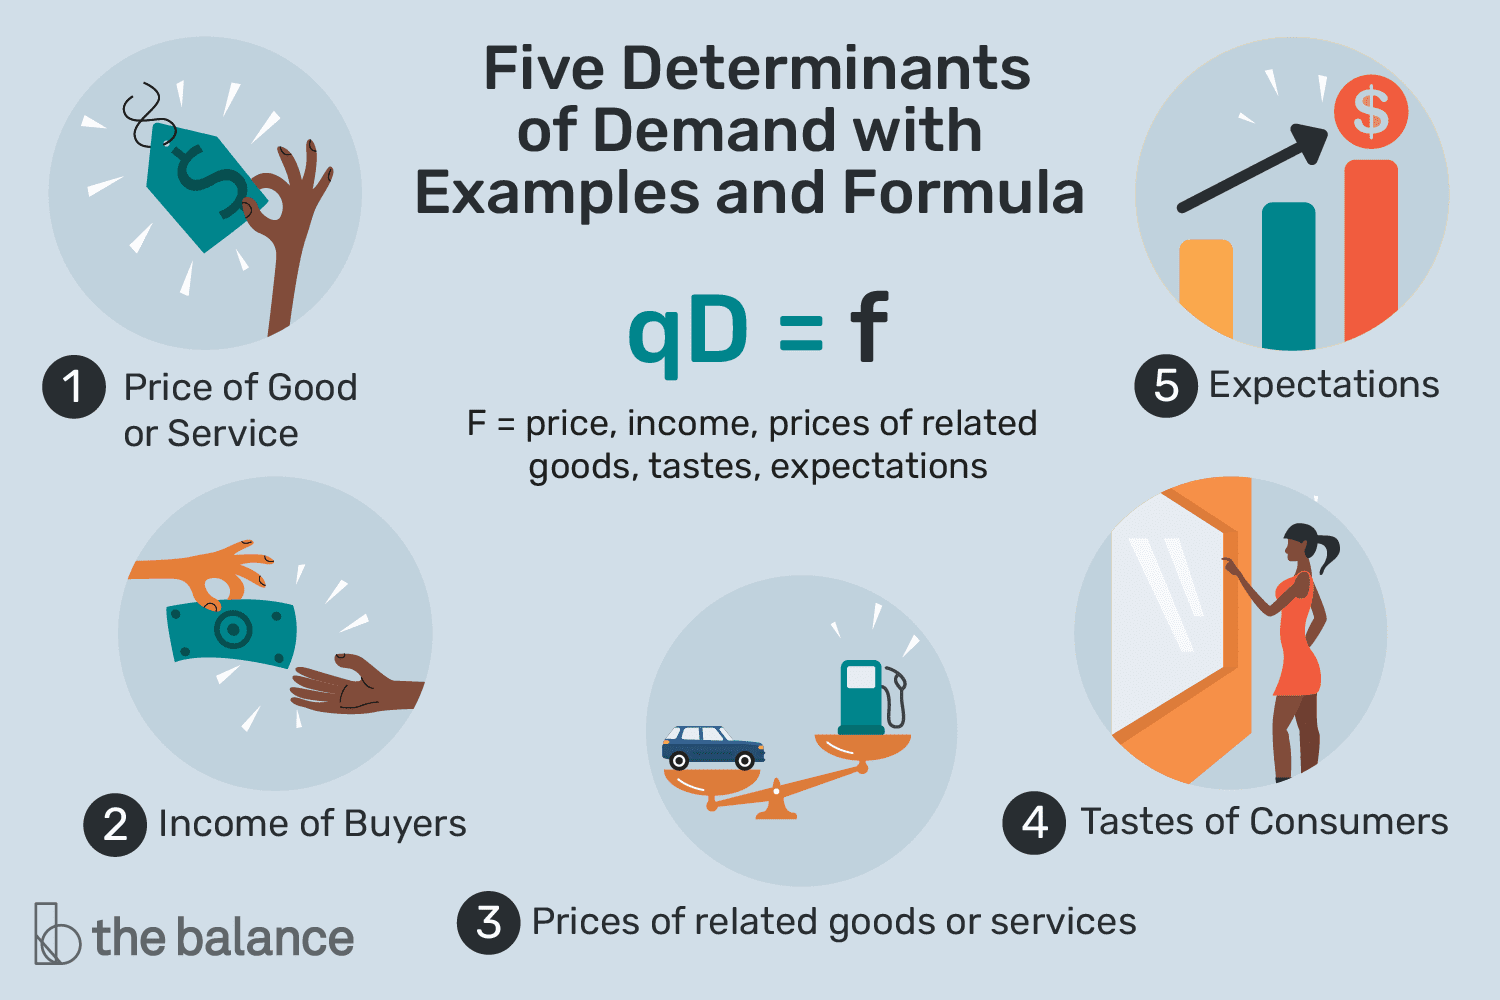 Five Determinants
of Demand with
Examples and Formula
qD = f
F = price, income, prices of related
goods, tastes, expectations
$
1 Price of Good
or Service
2 Income of Buyers
3 Prices of related goods or services
4 Tastes of Consumers
$
5 Expectations
the balance